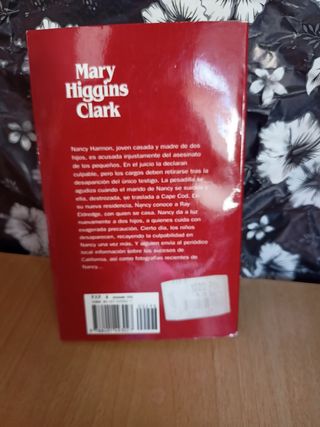 Mary
Higgins
Clark
Nancy Harmon, joven casada y madre de dos
hijos, es acusada injustamente del asesinato
de los pequeños. En el juicio la declaran
culpable, pero los cargos deben retirarse tras la
desaparición del único testigo. La pesadilla se
agudiza cuando el marido de Nancy se suicida y
ella, destrozada, se traslada a Cape Cod. En
su nueva residencia, Nancy conoce a Ray
Eldredge, con quien se casa. Nancy da a luz
nuevamente a dos hijos, a quienes cuida con
exagerada precaución. Cierto día, los niños
desaparecen, recayendo la culpabilidad en
Nancy una vez más. Y alguien envía al periódico
local información sobre los sucesos de
California, así como fotografías recientes de
Nancy...